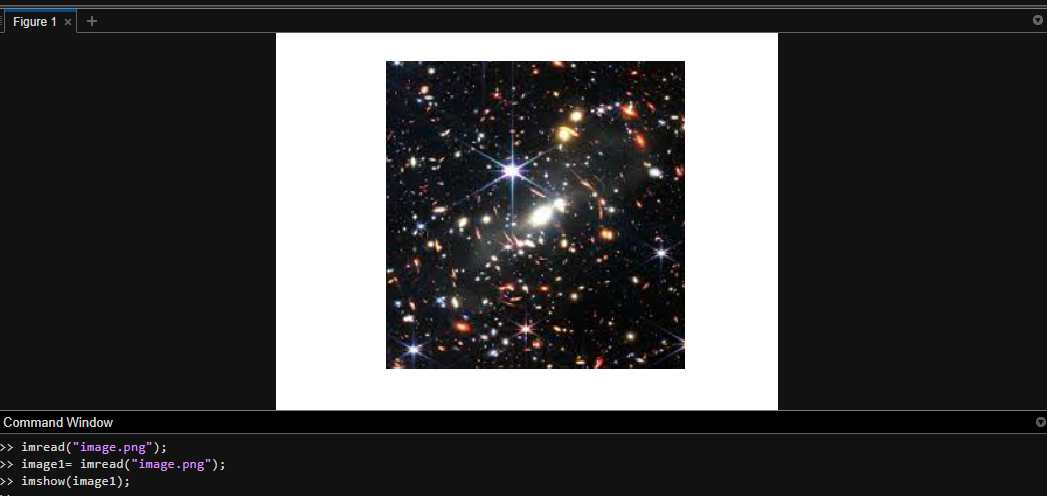 Figure 1 × +
Command Window
>> imread("image.png");
>> image1= imread("image.png");
>> imshow(image1);
>>